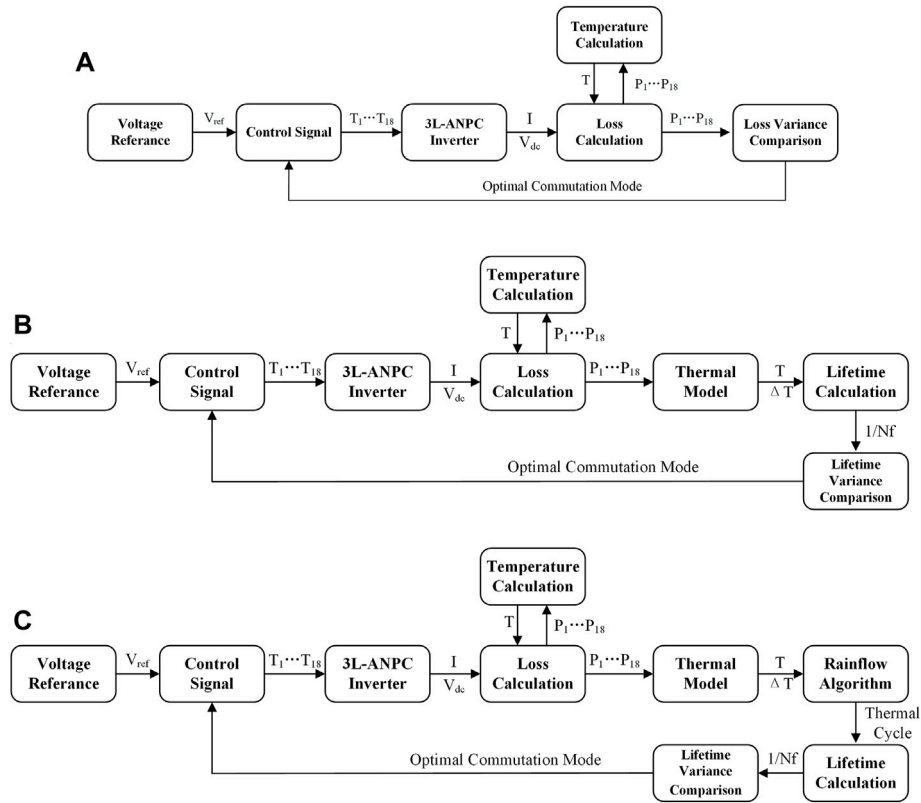 A
Temperature
Calculation
T
P₁···P₁₈
Voltage
Referance
Vref
Control Signal
T₁···T₁₈
3L-ANPC
Inverter
I
Vdc
Loss
Calculation
P₁···P₁₈
Loss Variance
Comparison
Optimal Commutation Mode
B
Temperature
Calculation
T
P₁···P₁₈
Voltage
Referance
Vref
Control
Signal
T₁···T₁₈
3L-ANPC
Inverter
I
Vdc
Loss
Calculation
P₁···P₁₈
Thermal
Model
T
ΔT
Lifetime
Calculation
1/Nf
Optimal Commutation Mode
Lifetime
Variance
Comparison
C
Temperature
Calculation
T
P₁···P₁₈
Voltage
Referance
Vref
Control
Signal
T₁···T₁₈
3L-ANPC
Inverter
I
Vdc
Loss
Calculation
P₁···P₁₈
Thermal
Model
T
ΔT
Rainflow
Algorithm
Thermal
Cycle
Optimal Commutation Mode
Lifetime
Variance
Comparison
1/Nf
Lifetime
Calculation